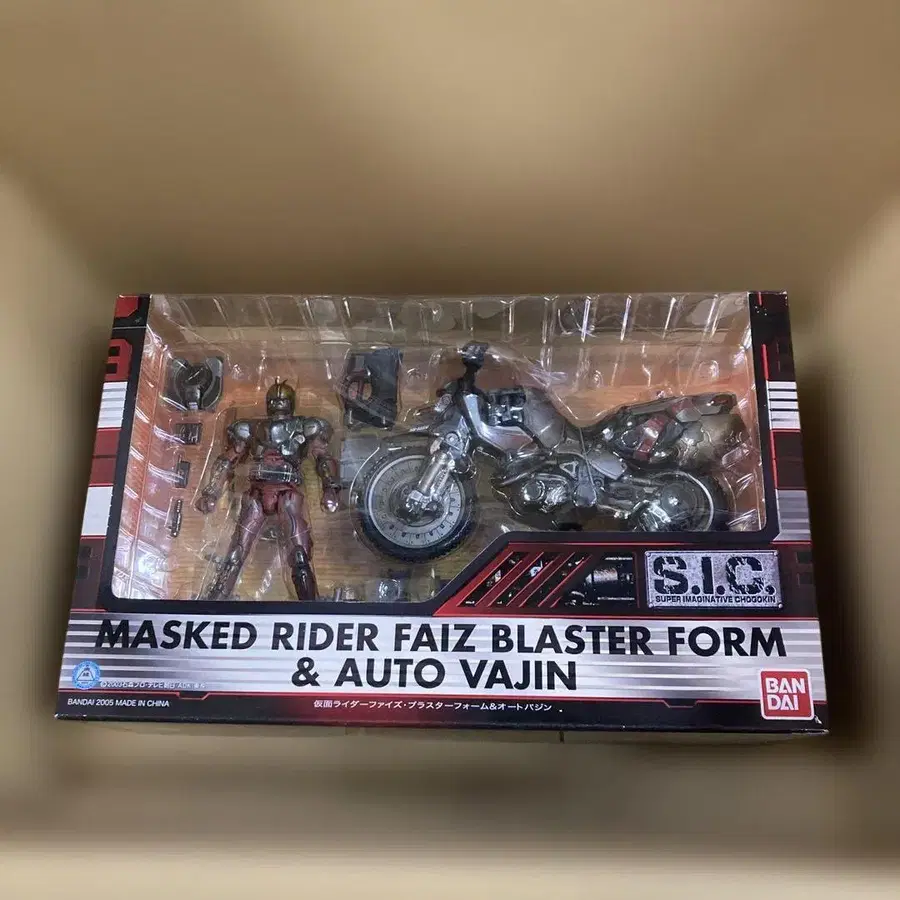 S.I.C.
SUPER IMAGINATIVE CHOGOKIN
MASKED RIDER FAIZ BLASTER FORM
& AUTO VAJIN
BAN
DAI
BANDAI 2005 MADE IN CHINA
仮面ライダーファイズ・ブラスターフォーム&オートバジン